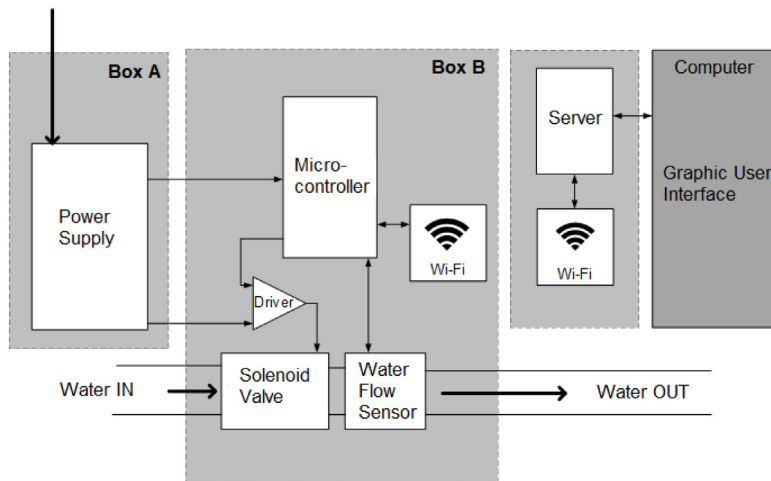 Box A
Box B
Computer
Server
Micro-
controller
Graphic User
Interface
Power
Supply
Wi-Fi
Wi-Fi
Driver
Solenoid
Valve
Water
Flow
Sensor
Water IN
Water OUT